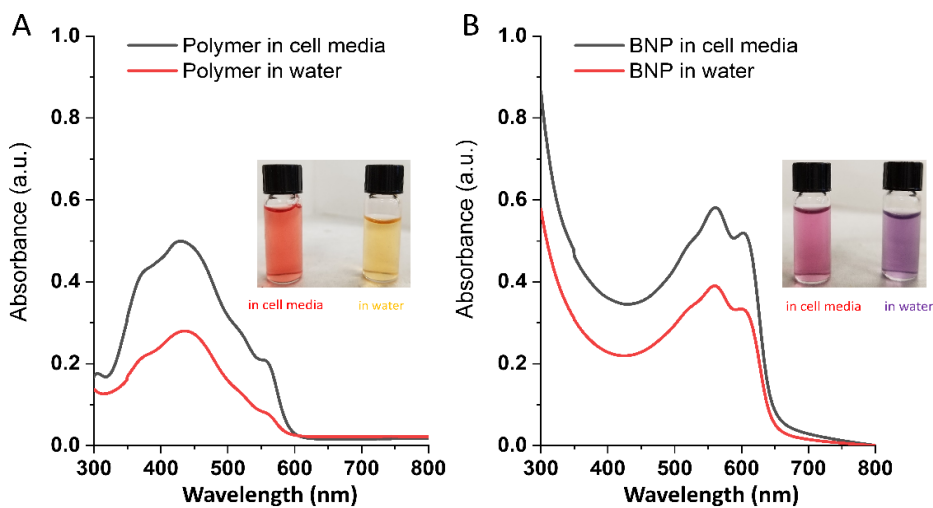 A
Polymer in cell media
Polymer in water
in cell media
in water
Absorbance (a.u.)
1.0
0.8
0.6
0.4
0.2
0.0
300 400 500 600 700 800
Wavelength (nm)
B
BNP in cell media
BNP in water
in cell media
in water
Absorbance (a.u.)
1.0
0.8
0.6
0.4
0.2
0.0
300 400 500 600 700 800
Wavelength (nm)